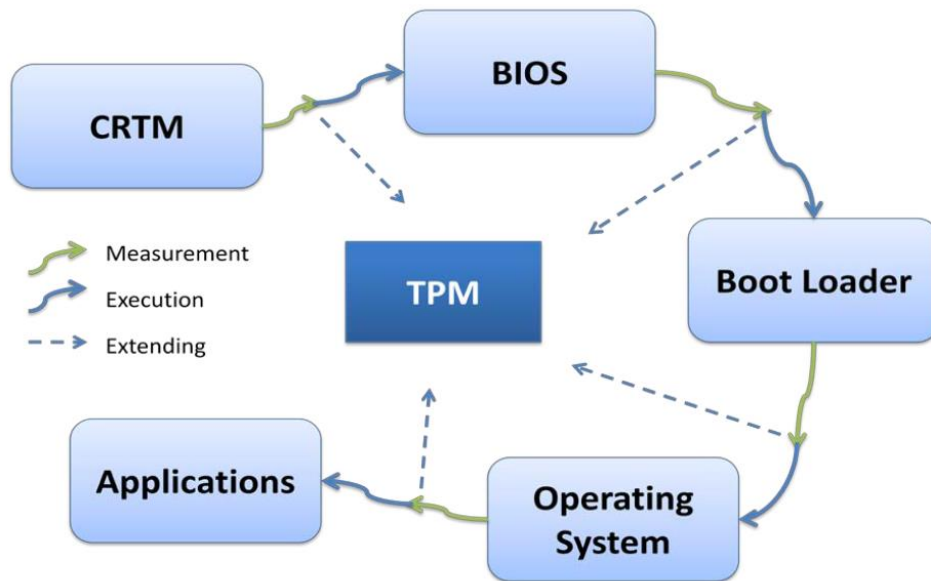 BIOS
CRTM
Measurement
Execution
Extending
TPM
Boot Loader
Applications
Operating
System